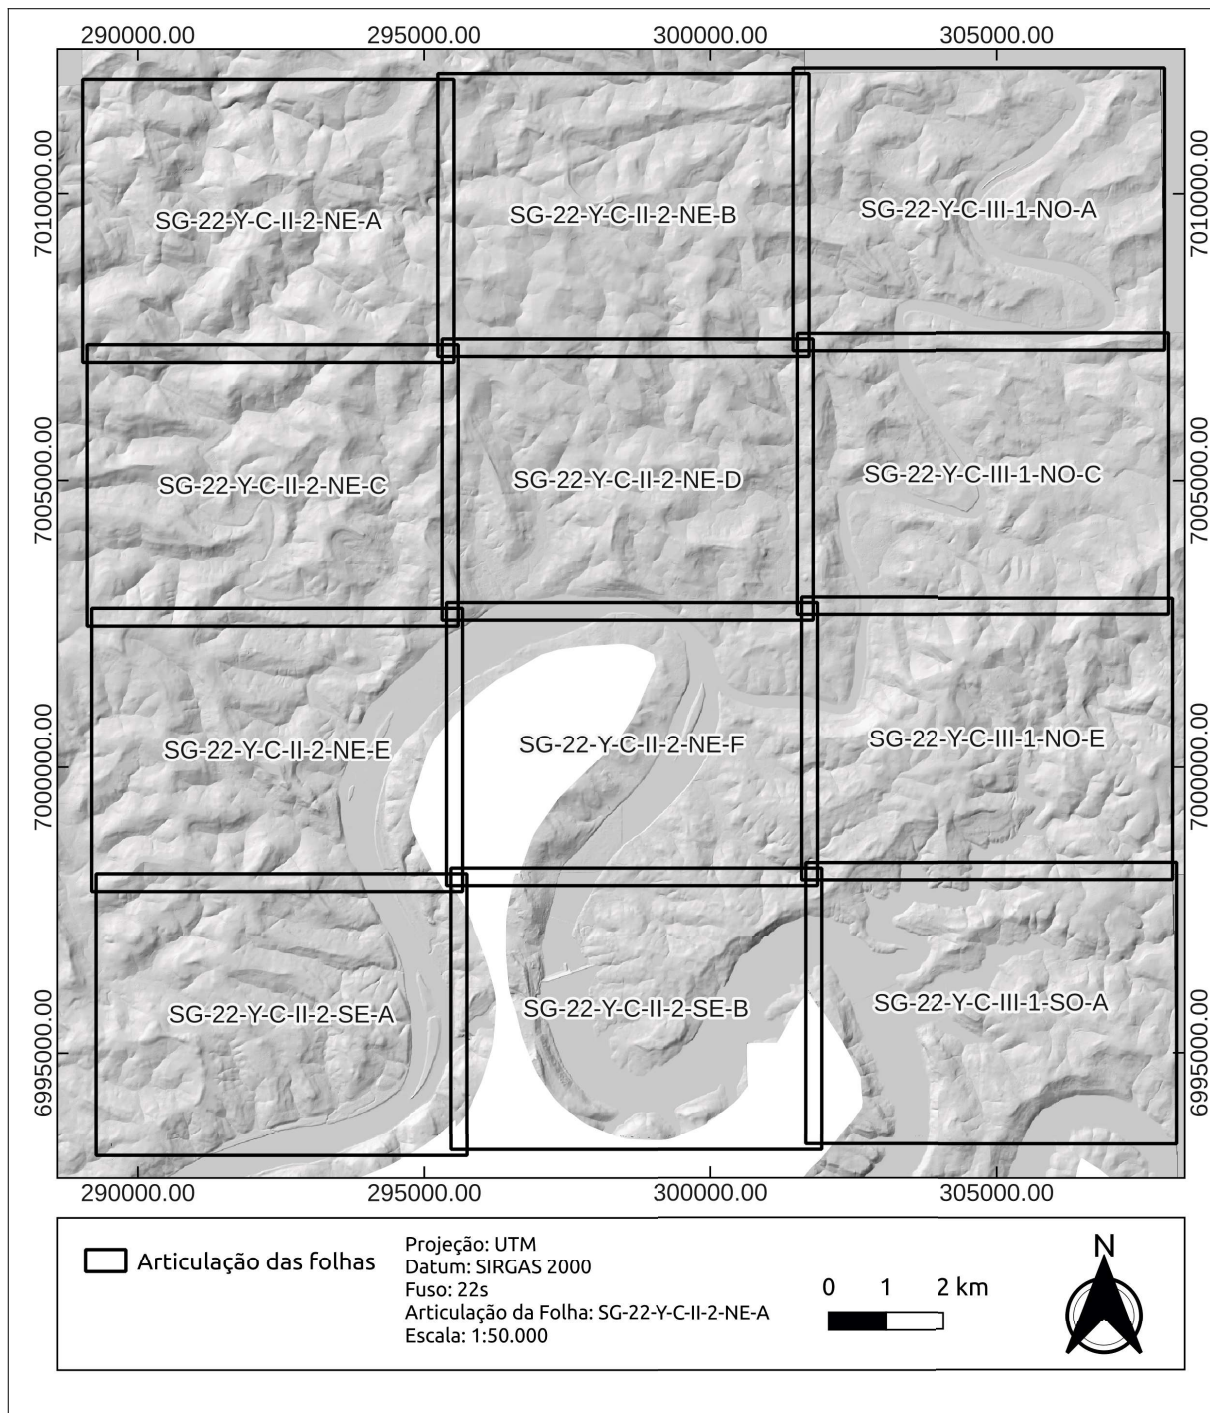 290000.00 295000.00 300000.00 305000.00
7010000.00
7010000.00
SG-22-Y-C-II-2-NE-A
SG-22-Y-C-II-2-NE-B
SG-22-Y-C-III-1-NO-A
7005000.00
7005000.00
SG-22-Y-C-II-2-NE-C
SG-22-Y-C-II-2-NE-D
SG-22-Y-C-III-1-NO-C
7000000.00
7000000.00
SG-22-Y-C-II-2-NE-E
SG-22-Y-C-II-2-NE-F
SG-22-Y-C-III-1-NO-E
6995000.00
6995000.00
SG-22-Y-C-II-2-SE-A
SG-22-Y-C-II-2-SE-B
SG-22-Y-C-III-1-SO-A
290000.00 295000.00 300000.00 305000.00
Articulação das folhas
Projeção: UTM
Datum: SIRGAS 2000
Fuso: 22s
Articulação da Folha: SG-22-Y-C-II-2-NE-A
Escala: 1:50.000
0 1 2 km
N